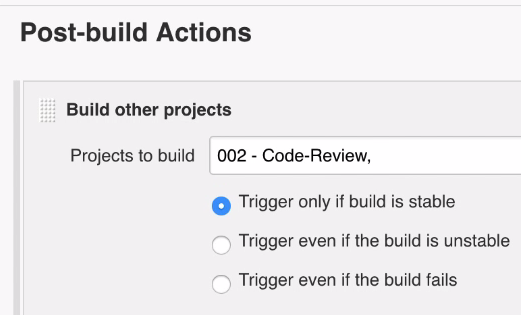 Post-build Actions
Build other projects
Projects to build 002 - Code-Review,
Trigger only if build is stable
Trigger even if the build is unstable
Trigger even if the build fails